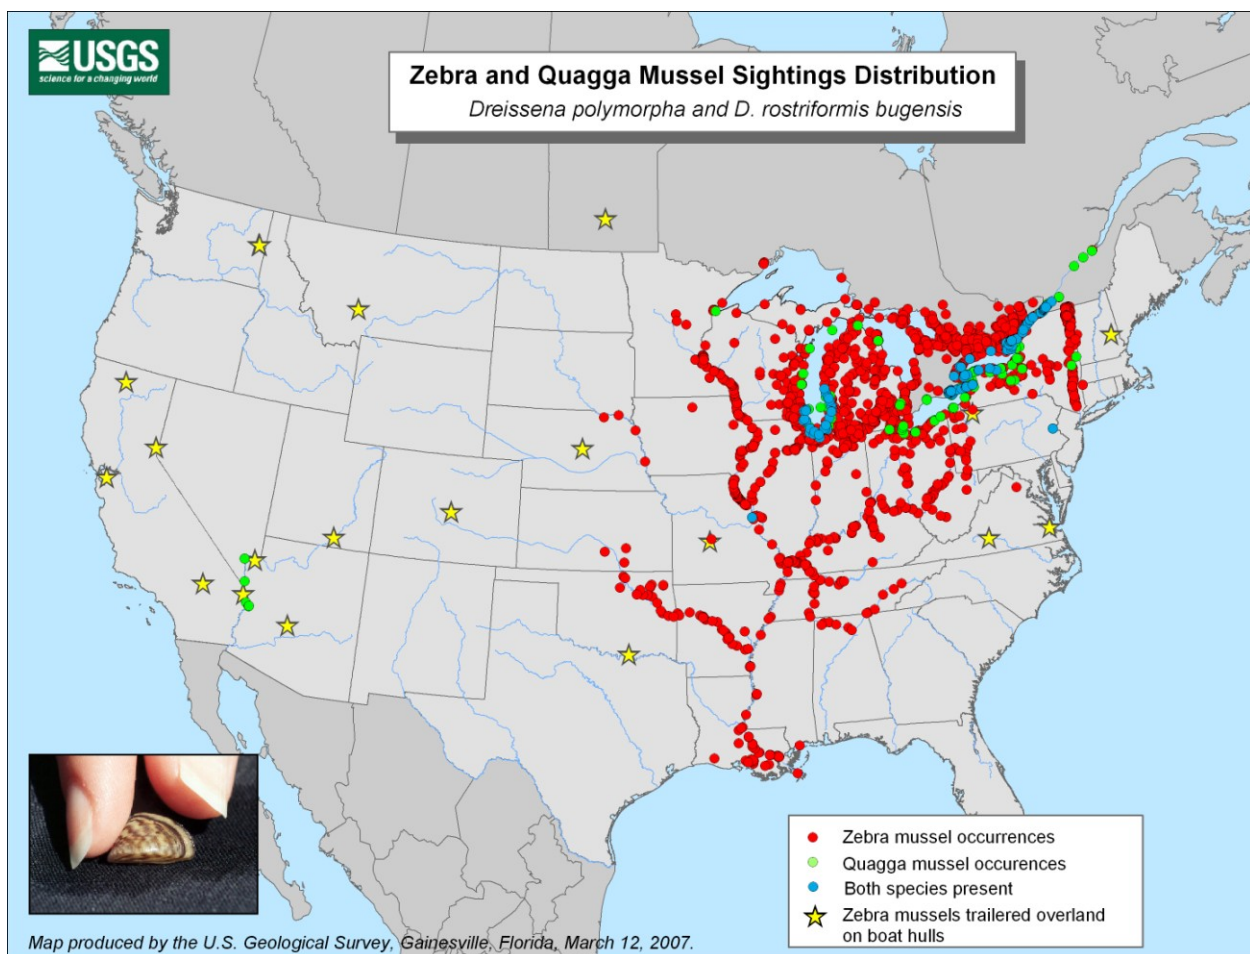 USGS
science for a changing world
Zebra and Quagga Mussel Sightings Distribution
Dreissena polymorpha and D. rostriformis bugensis
Zebra mussel occurrences
Quagga mussel occurences
Both species present
Zebra mussels trailered overland
on boat hulls
Map produced by the U.S. Geological Survey, Gainesville, Florida, March 12, 2007.